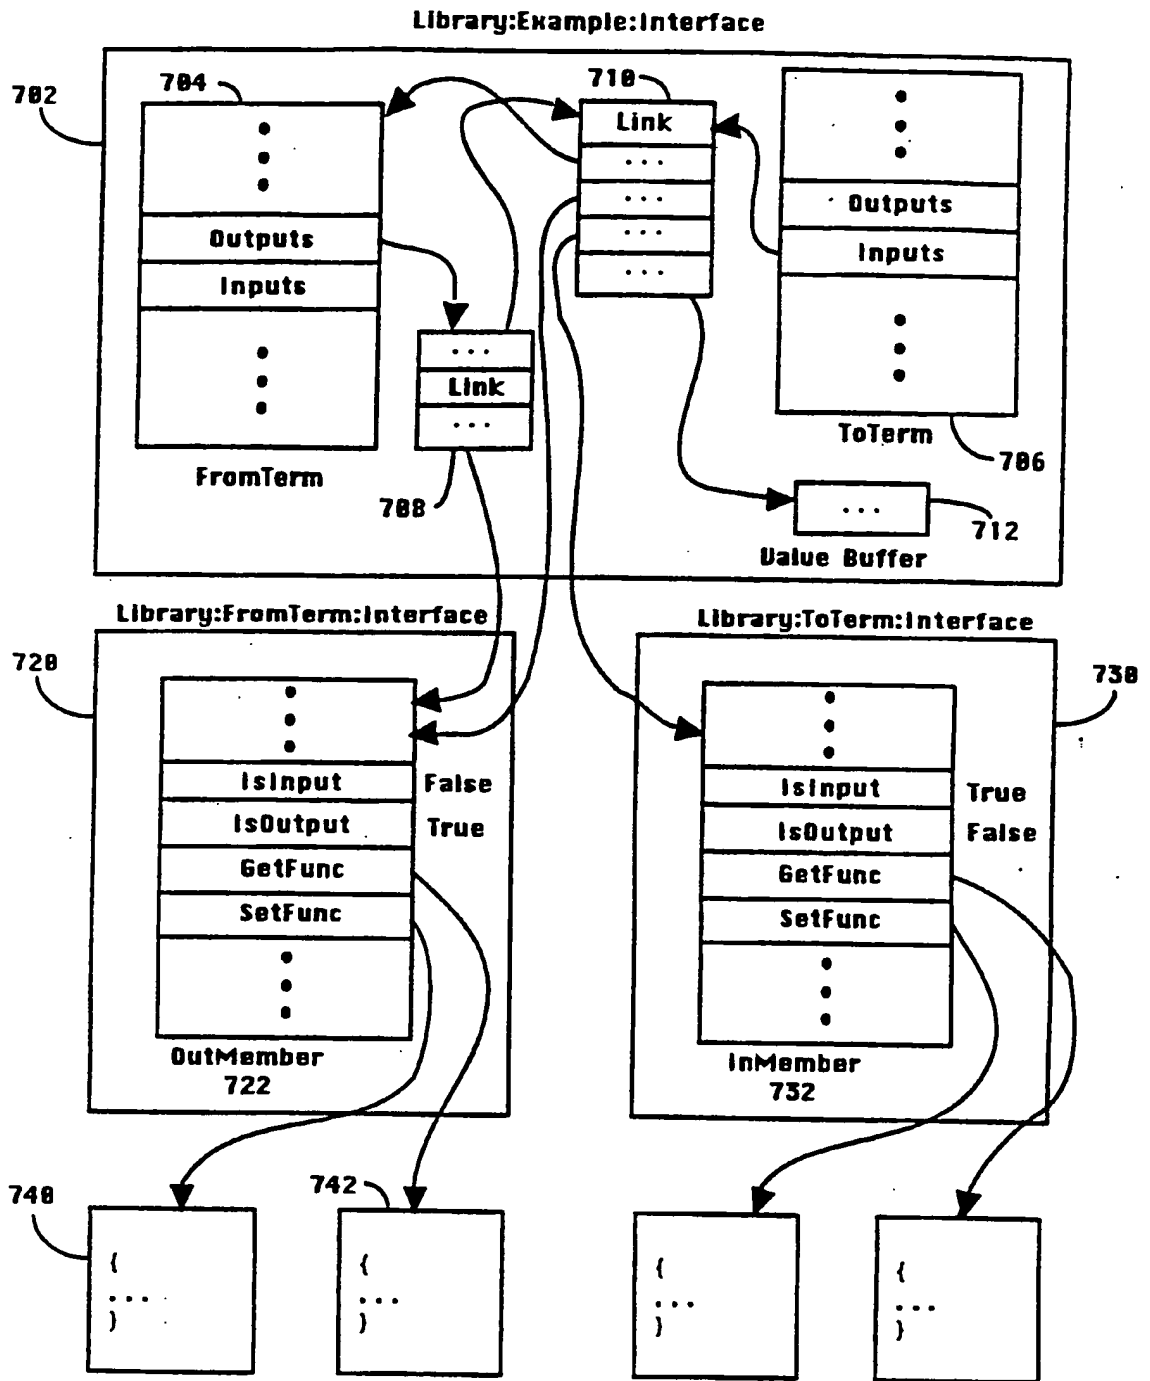 Library:Example:Interface
702
704
710
Link
...
...
...
...
Outputs
Inputs
Outputs
Inputs
...
Link
...
FromTerm
708
ToTerm
706
...
712
Value Buffer
Library:FromTerm:Interface
Library:ToTerm:Interface
720
730
IsInput
False
IsOutput
True
GetFunc
SetFunc
IsInput
True
IsOutput
False
GetFunc
SetFunc
OutMember
722
InMember
732
740
742
{
...
}
{
...
}
{
...
}
{
...
}